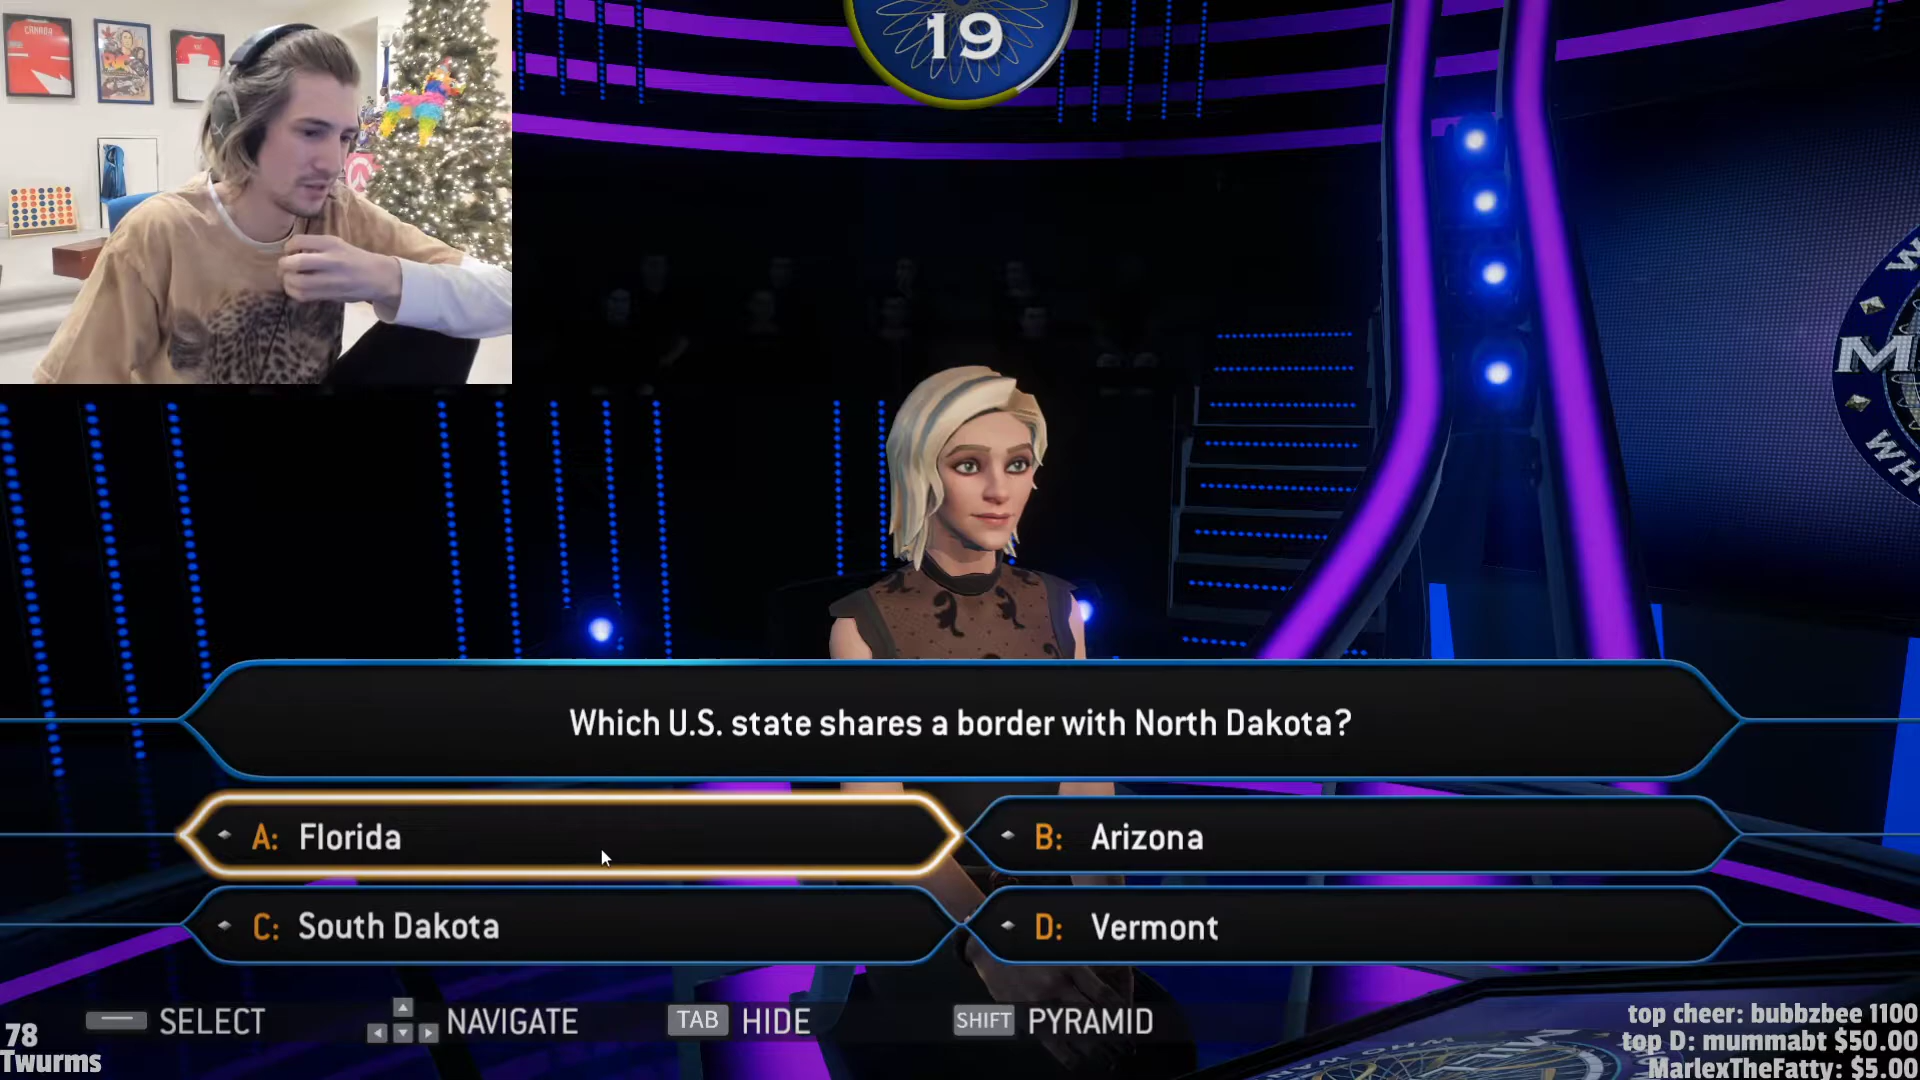 CANADA
19
Which U.S. state shares a border with North Dakota?
A: Florida
B: Arizona
C: South Dakota
D: Vermont
SELECT
NAVIGATE
TAB HIDE
SHIFT PYRAMID
78
Twurms
top cheer: bubbzbee 1100
top D: mummabt $50.00
MarlexTheFatty: $5.00